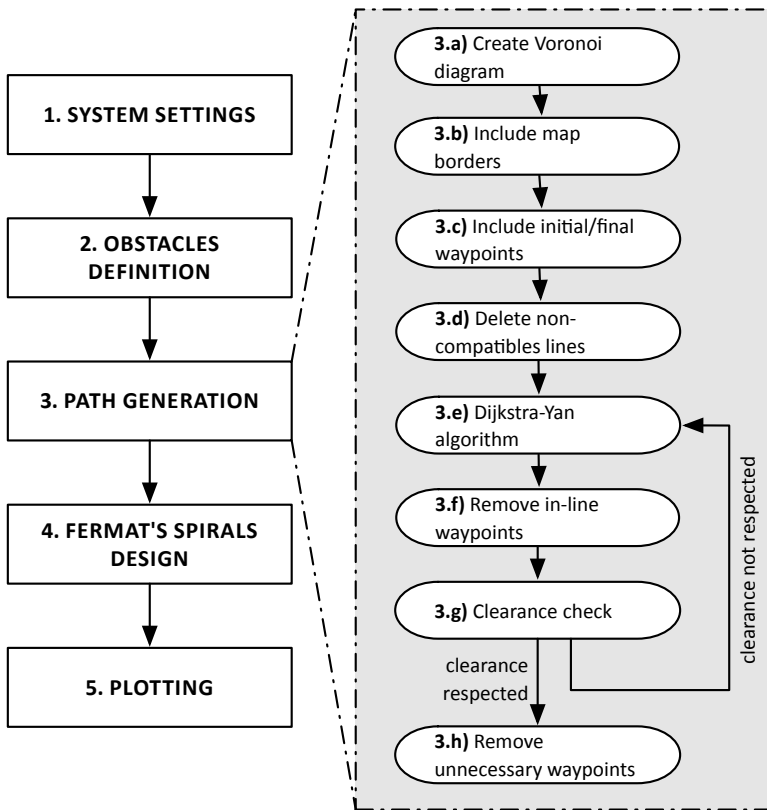 1. SYSTEM SETTINGS
2. OBSTACLES
DEFINITION
3. PATH GENERATION
4. FERMAT'S SPIRALS
DESIGN
5. PLOTTING
3.a) Create Voronoi
diagram
3.b) Include map
borders
3.c) Include initial/final
waypoints
3.d) Delete non-
compatibles lines
3.e) Dijkstra-Yan
algorithm
3.f) Remove in-line
waypoints
3.g) Clearance check
clearance
respected
clearance not respected
3.h) Remove
unnecessary waypoints